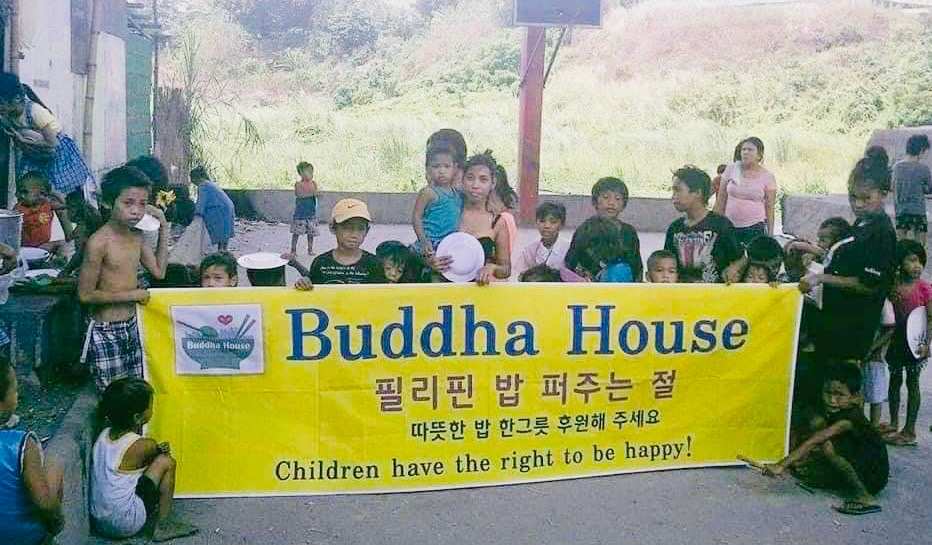 Buddha House
Buddha House
필리핀 밥 퍼주는 절
따뜻한 밥 한그릇 후원해 주세요
Children have the right to be happy!